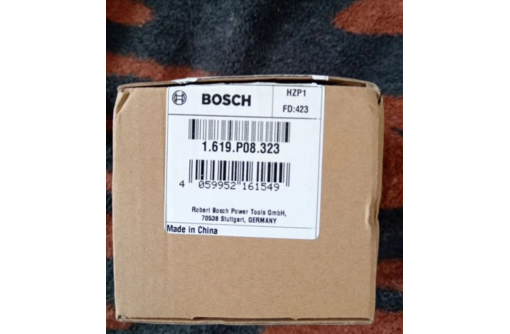 BOSCH
HZP1
FD:423
1.619.P08.323
4 059952"161549
Robert Bosch Power Tools GmbH,
70538 Stuttgart, GERMANY
Made in China